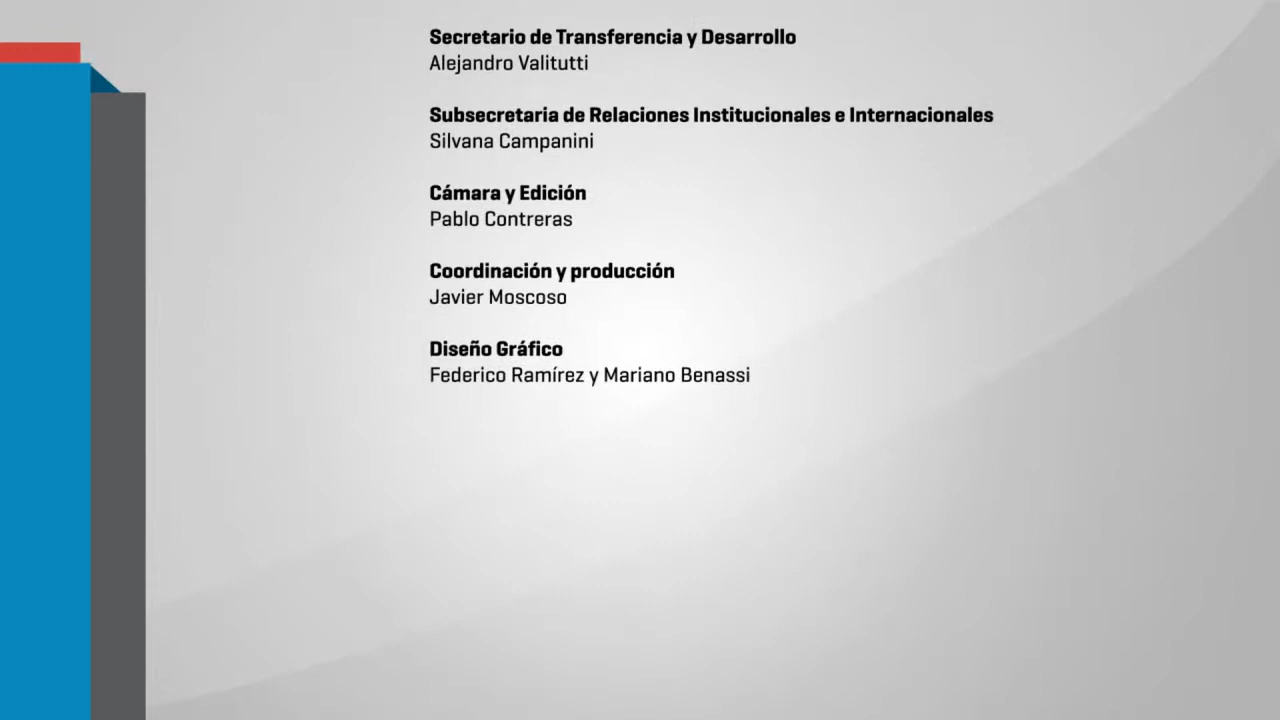 Secretario de Transferencia y Desarrollo
Alejandro Valitutti
Subsecretaria de Relaciones Institucionales e Internacionales
Silvana Campanini
Cámara y Edición
Pablo Contreras
Coordinación y producción
Javier Moscoso
Diseño Gráfico
Federico Ramírez y Mariano Benassi